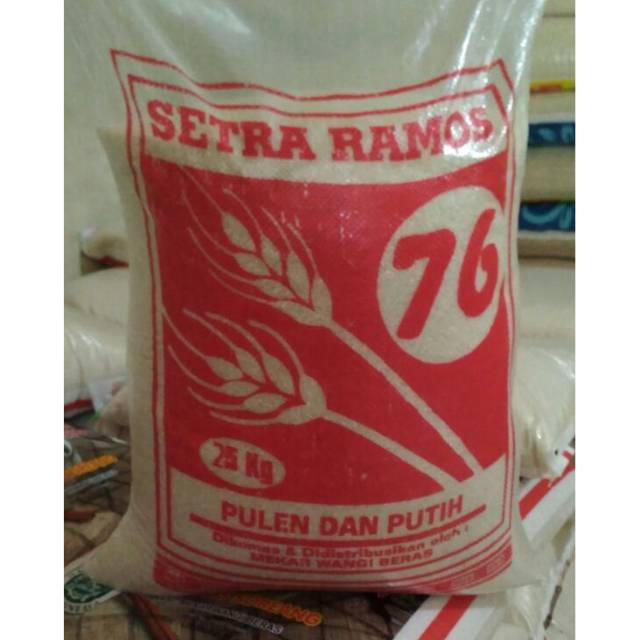 SETRA RAMOS
76
25 Kg
PULEN DAN PUTIH
Dikemas & Didistribusikan oleh :
MEKAR WANGI BERAS